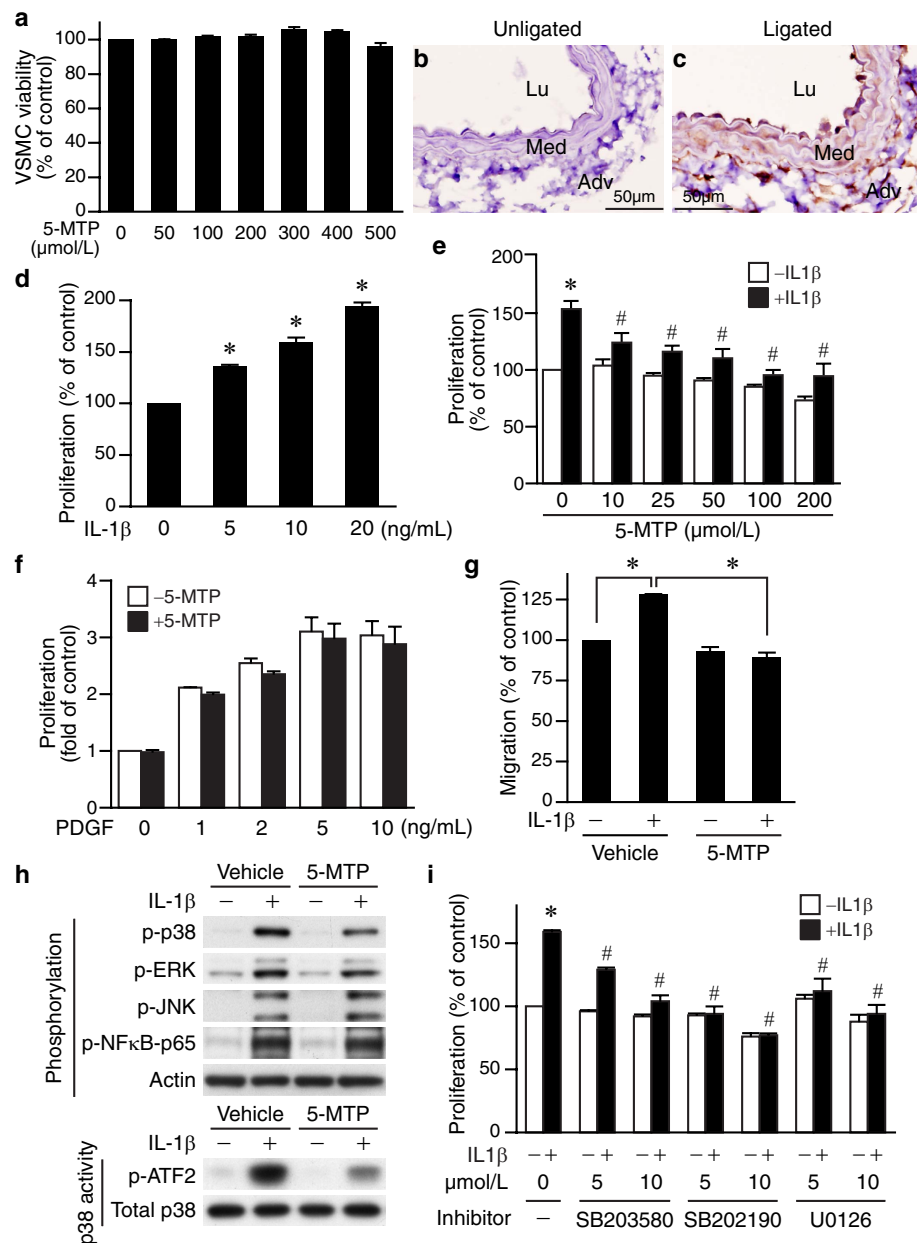 a
VSMC viability
(% of control)
100
80
60
40
20
0
5-MTP
(µmol/L)
0 50 100 200 300 400 500
Unligated
b
Lu
Med
Adv
50µm
Ligated
c
Lu
Med
Adv
50µm
d
Proliferation (% of control)
200
150
100
50
0
* * *
IL-1β 0 5 10 20 (ng/mL)
e
Proliferation
(% of control)
200
150
100
50
0
−IL1β
+IL1β
* # # # # #
0 10 25 50 100 200
5-MTP (µmol/L)
f
Proliferation
(fold of control)
4
3
2
1
0
−5-MTP
+5-MTP
PDGF 0 1 2 5 10 (ng/mL)
g
Migration (% of control)
125
100
75
50
25
0
* *
IL-1β − + − +
Vehicle 5-MTP
h
Vehicle 5-MTP
IL-1β − + − +
Phosphorylation
p-p38
p-ERK
p-JNK
p-NFκB-p65
Actin
Vehicle 5-MTP
IL-1β − + − +
p38 activity
p-ATF2
Total p38
i
Proliferation (% of control)
150
100
50
0
−IL1β
+IL1β
* # # # # # #
IL1β − + − + − + − + − + − + − +
µmol/L 0 5 10 5 10 5 10
Inhibitor − SB203580 SB202190 U0126